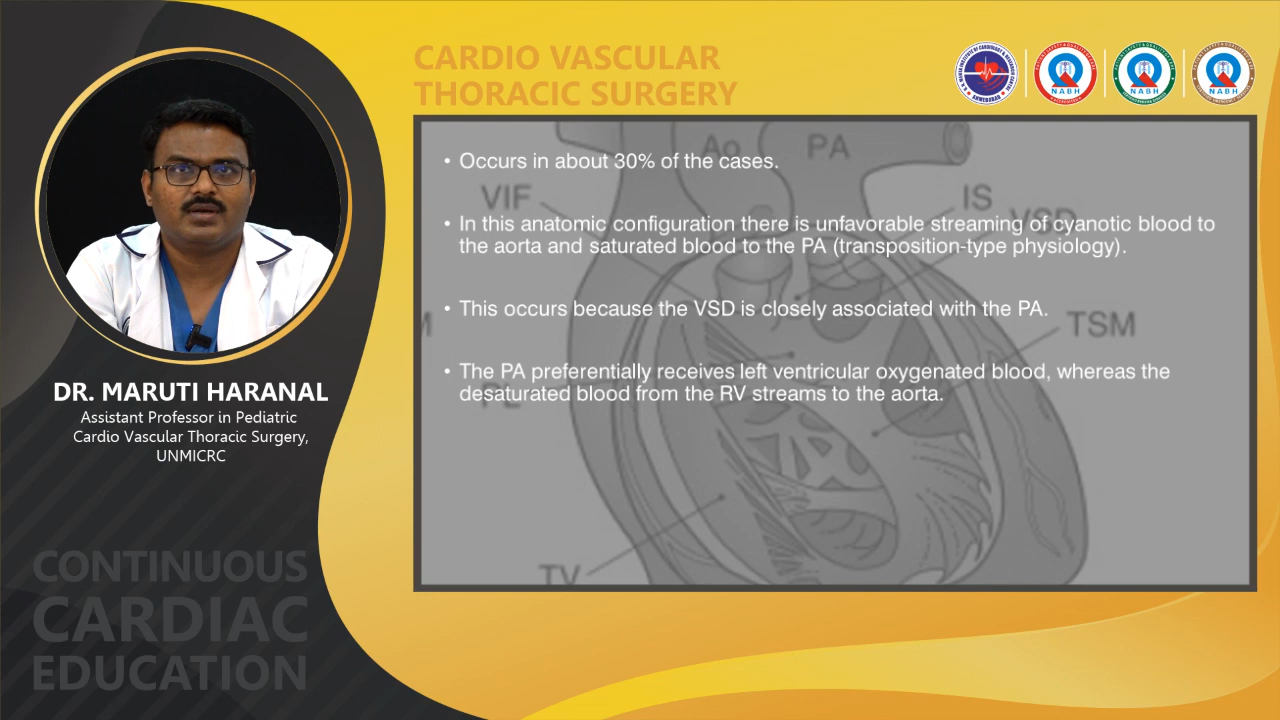 CARDIO VASCULAR
THORACIC SURGERY
NABH
NABH
NABH
Ao
PA
VIF
IS
VSD
TSM
TV
• Occurs in about 30% of the cases.
• In this anatomic configuration there is unfavorable streaming of cyanotic blood to
the aorta and saturated blood to the PA (transposition-type physiology).
• This occurs because the VSD is closely associated with the PA.
• The PA preferentially receives left ventricular oxygenated blood, whereas the
desaturated blood from the RV streams to the aorta.
DR. MARUTI HARANAL
Assistant Professor in Pediatric
Cardio Vascular Thoracic Surgery,
UNMICRC
CONTINUOUS
CARDIAC
EDUCATION